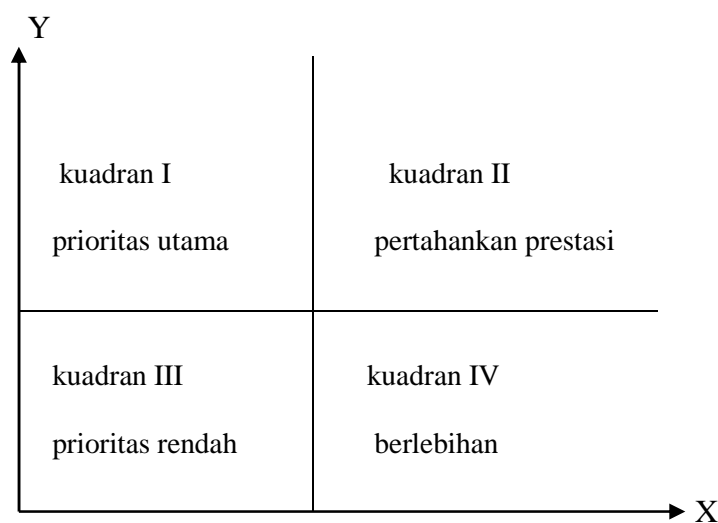 Y
kuadran I
kuadran II
prioritas utama
pertahankan prestasi
kuadran III
kuadran IV
prioritas rendah
berlebihan
X